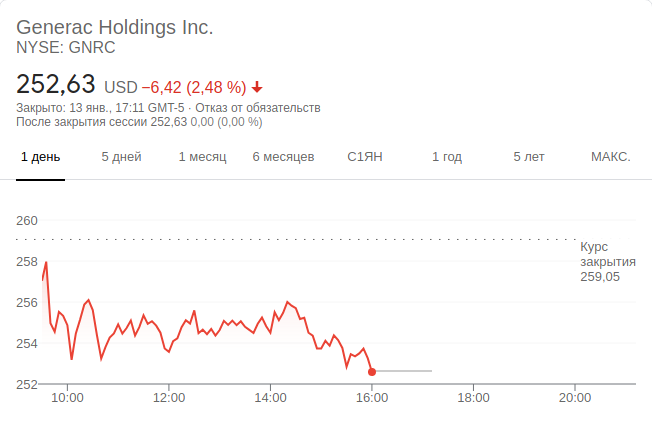 Generac Holdings Inc.
NYSE: GNRC
252,63 USD −6,42 (2,48 %)
Закрыто: 13 янв., 17:11 GMT-5 · Отказ от обязательств
После закрытия сессии 252,63 0,00 (0,00 %)
1 день 5 дней 1 месяц 6 месяцев С1ЯН 1 год 5 лет МАКС.
260
Курс
закрытия
259,05
258
256
254
252
10:00 12:00 14:00 16:00 18:00 20:00